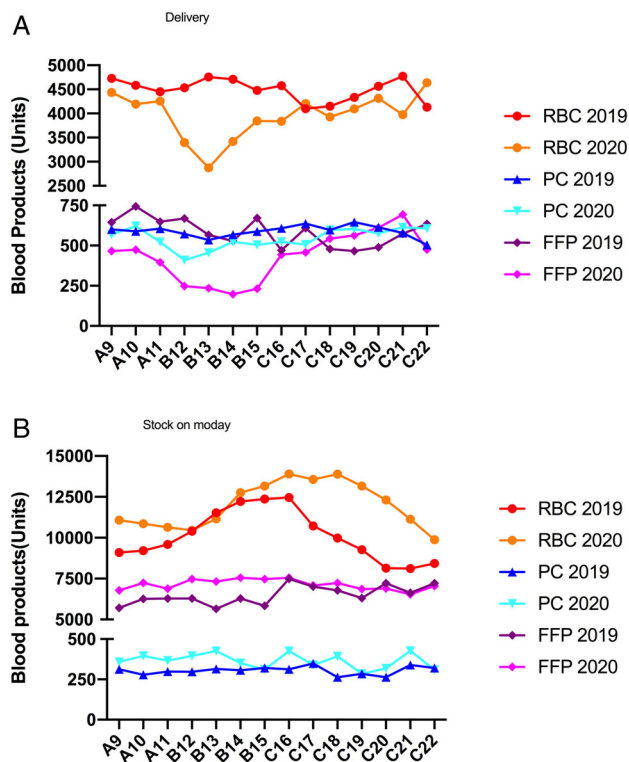 A
Delivery
Blood Products (Units)
5000
4500
4000
3500
3000
2500
750
500
250
0
A9 A10 A11 B12 B13 B14 B15 C16 C17 C18 C19 C20 C21 C22
RBC 2019
RBC 2020
PC 2019
PC 2020
FFP 2019
FFP 2020
B
Stock on moday
Blood products(Units)
15000
12500
10000
7500
5000
500
250
0
A9 A10 A11 B12 B13 B14 B15 C16 C17 C18 C19 C20 C21 C22
RBC 2019
RBC 2020
PC 2019
PC 2020
FFP 2019
FFP 2020